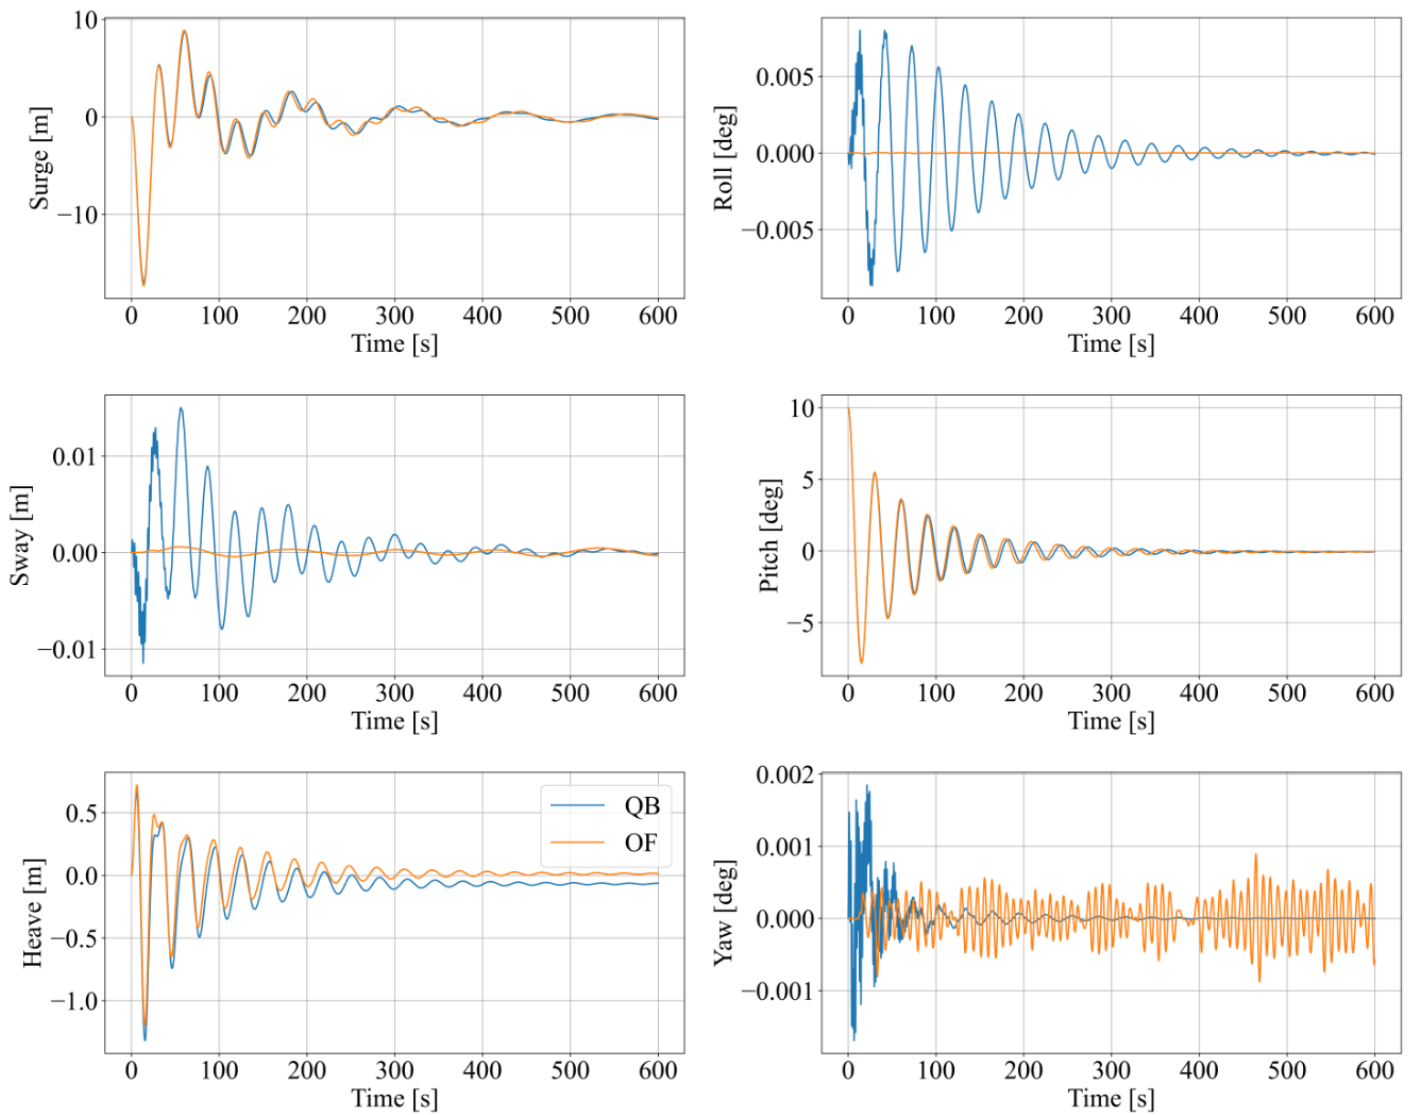 10
0
−10
Surge [m]
0 100 200 300 400 500 600
Time [s]
0.005
0.000
−0.005
Roll [deg]
0 100 200 300 400 500 600
Time [s]
0.01
0.00
−0.01
Sway [m]
0 100 200 300 400 500 600
Time [s]
10
5
0
−5
Pitch [deg]
0 100 200 300 400 500 600
Time [s]
0.5
0.0
−0.5
−1.0
Heave [m]
QB
OF
0 100 200 300 400 500 600
Time [s]
0.002
0.001
0.000
−0.001
Yaw [deg]
0 100 200 300 400 500 600
Time [s]